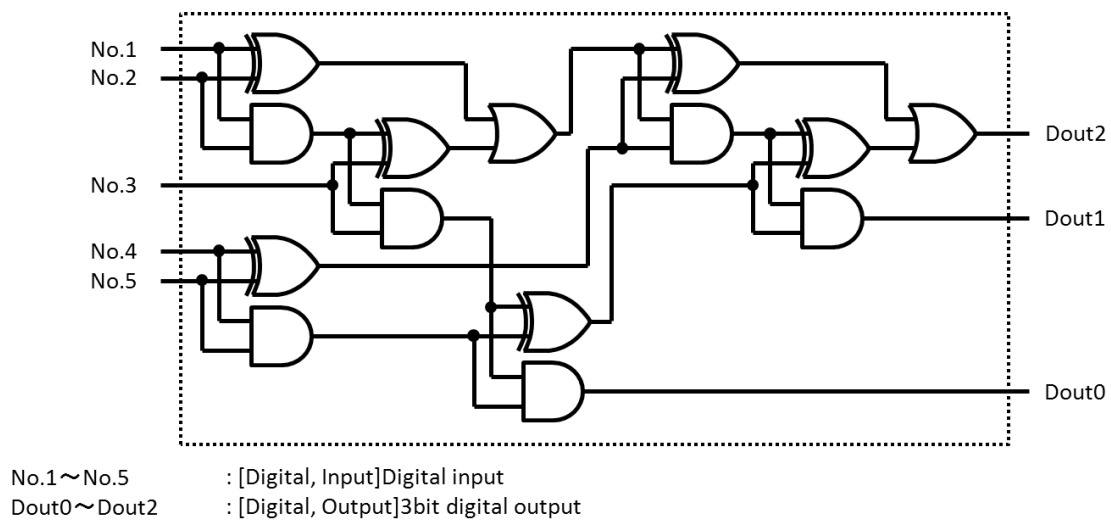 No.1
No.2
No.3
No.4
No.5
Dout2
Dout1
Dout0
No.1～No.5 : [Digital, Input]Digital input
Dout0～Dout2 : [Digital, Output]3bit digital output